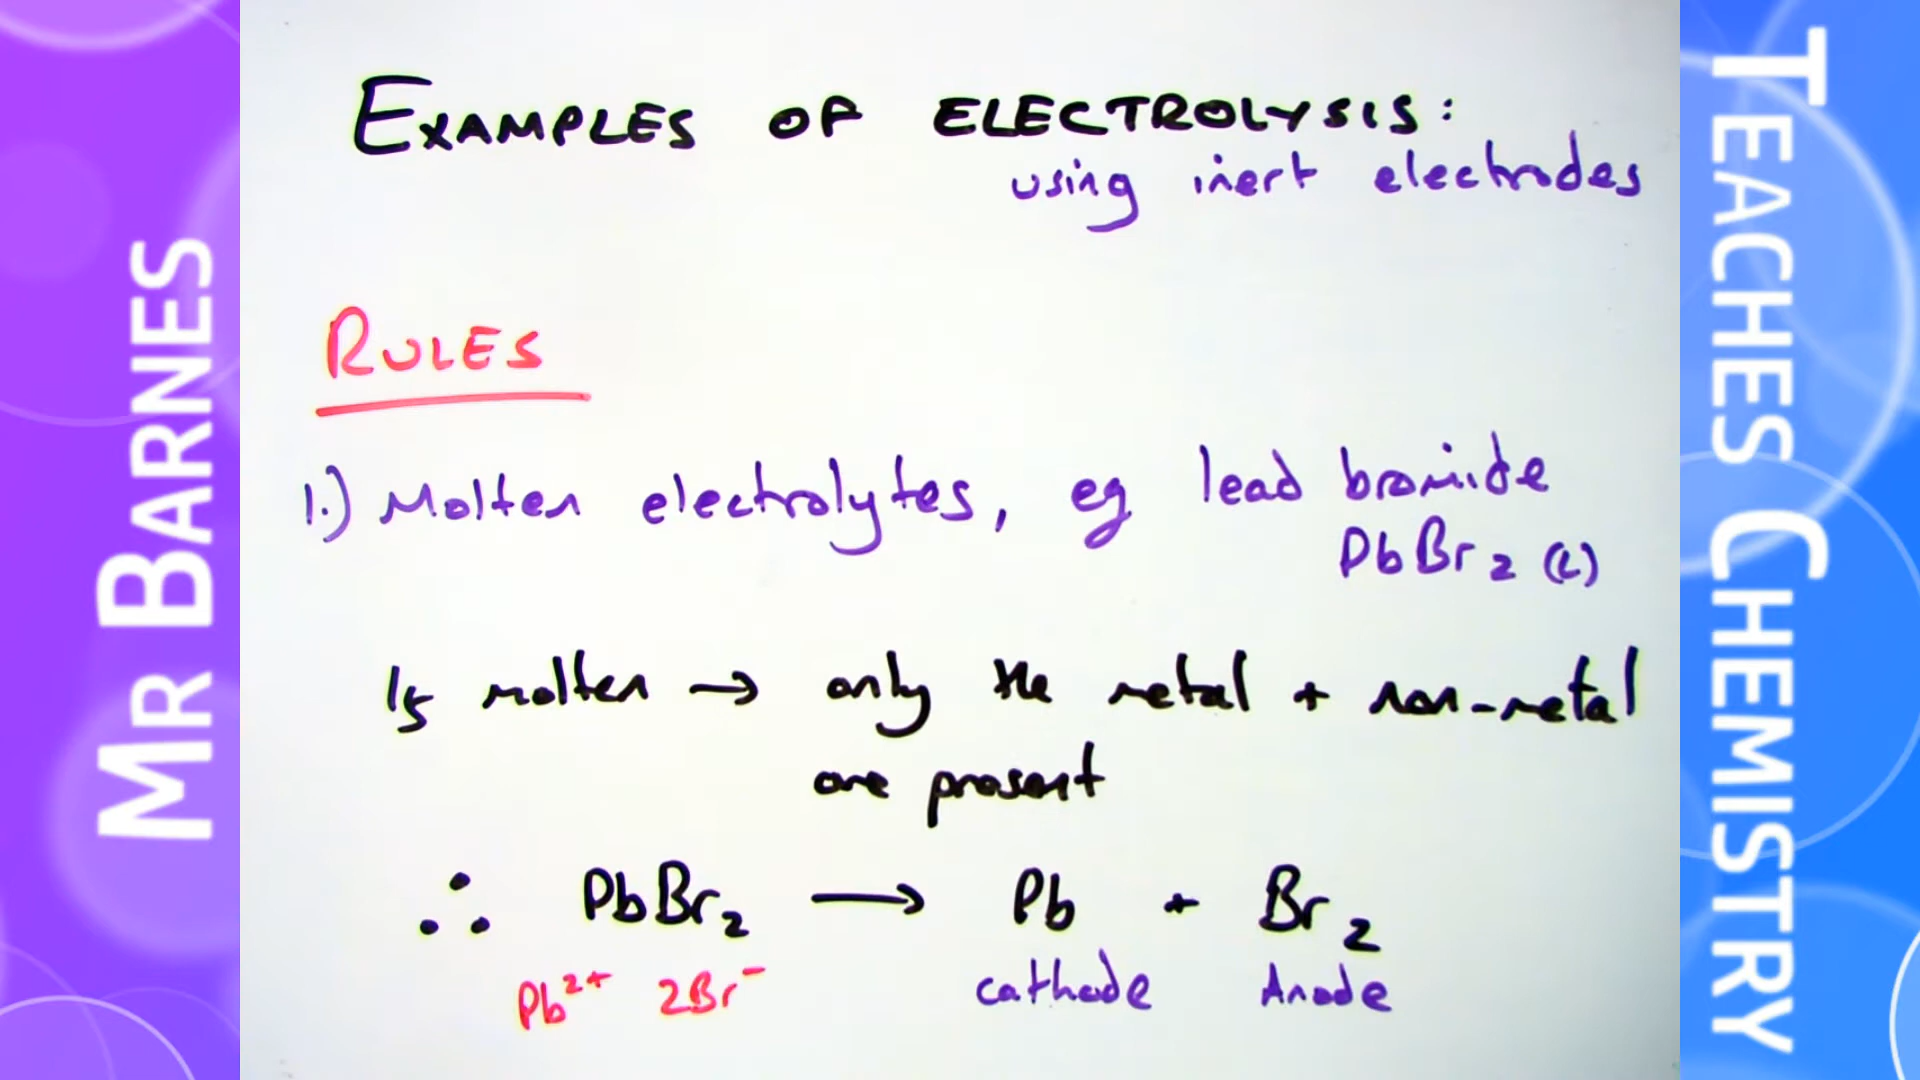 MR BARNES
EXAMPLES OF ELECTROLYSIS:
using inert electrodes
RULES
1.) Molten electrolytes, eg lead bromide
PbBr₂ (L)
If molten → only the metal + non-metal
are present
∴ PbBr₂ → Pb + Br₂
Pb²⁺ 2Br⁻ cathode Anode
TEACHES CHEMISTRY